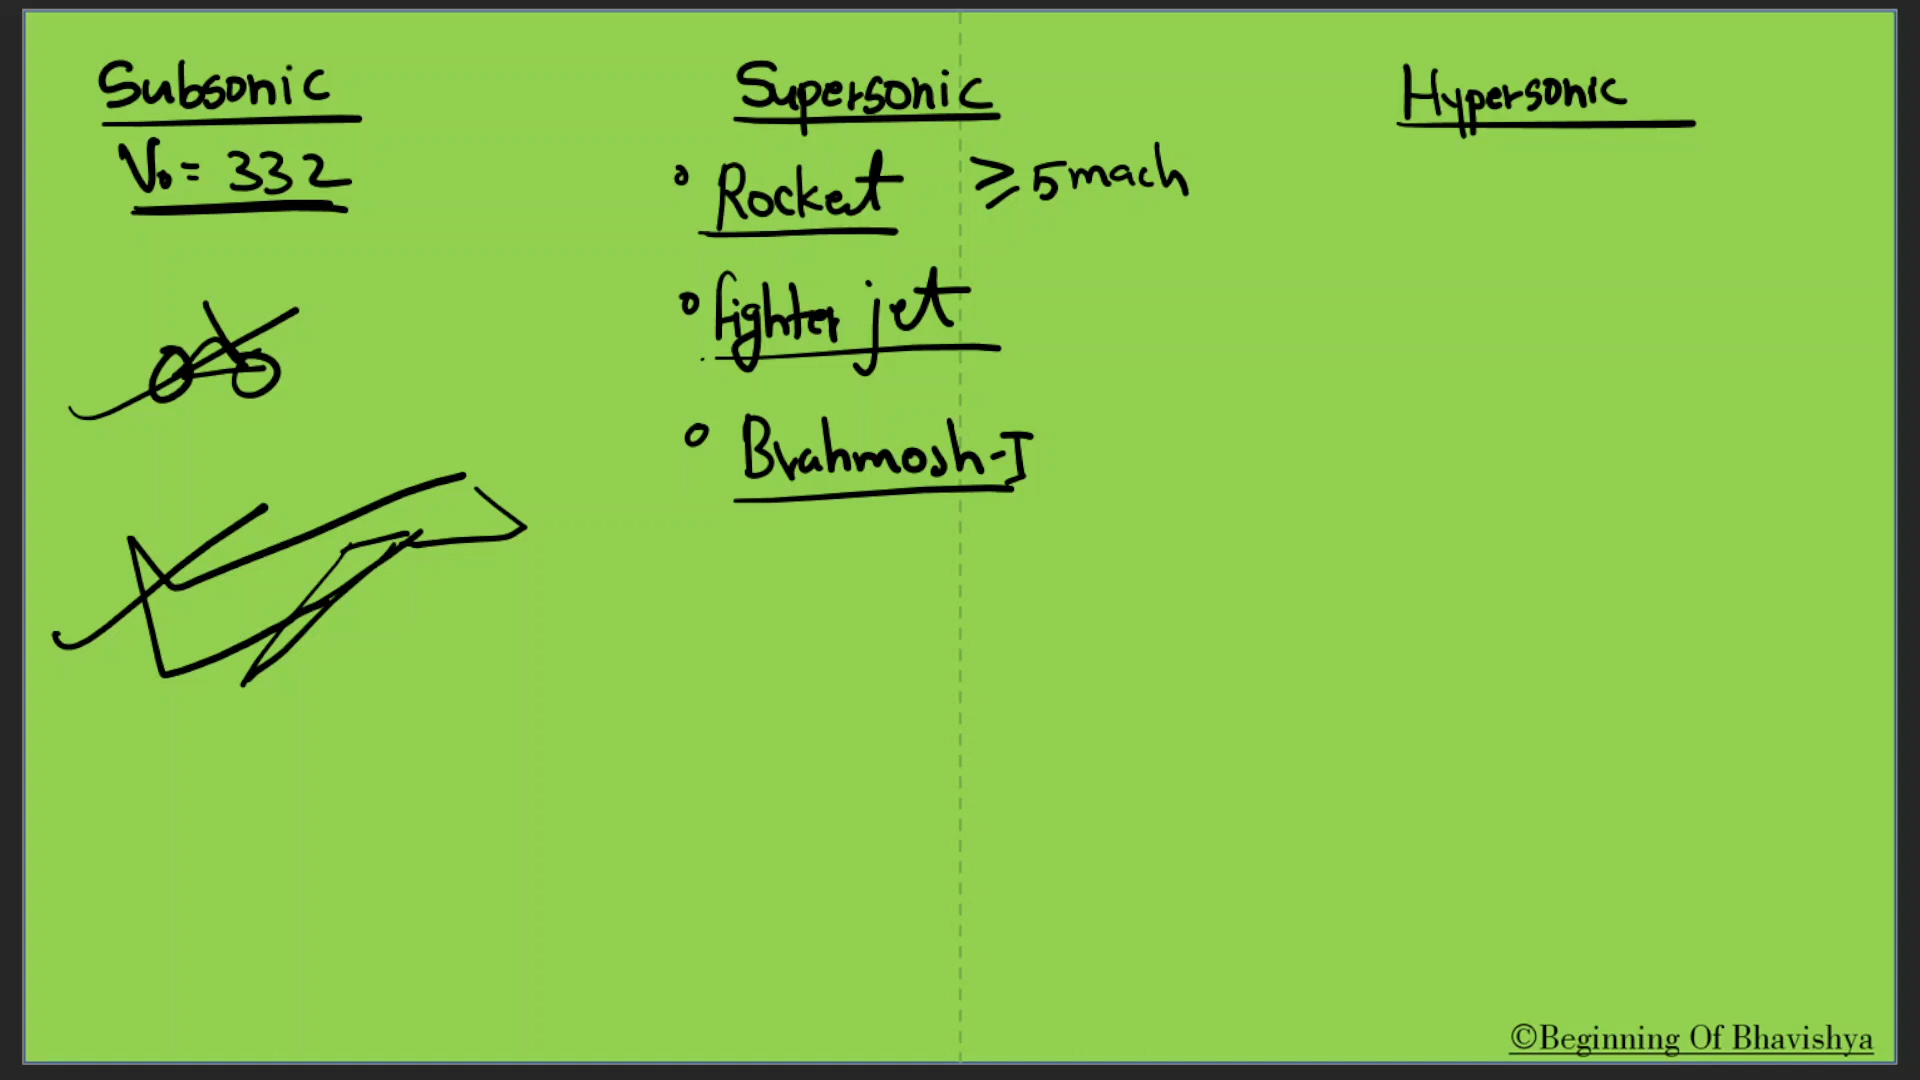 Subsonic
V₀ = 332
Supersonic
Rocket ≥ 5 mach
fighter jet
Brahmosh-I
Hypersonic
©Beginning Of Bhavishya